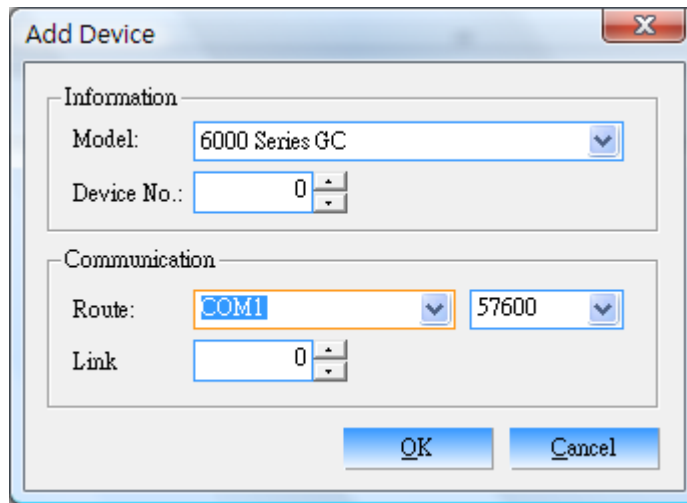 Add Device
Information
Model: 6000 Series GC
Device No.: 0
Communication
Route: COM1 57600
Link 0
OK Cancel